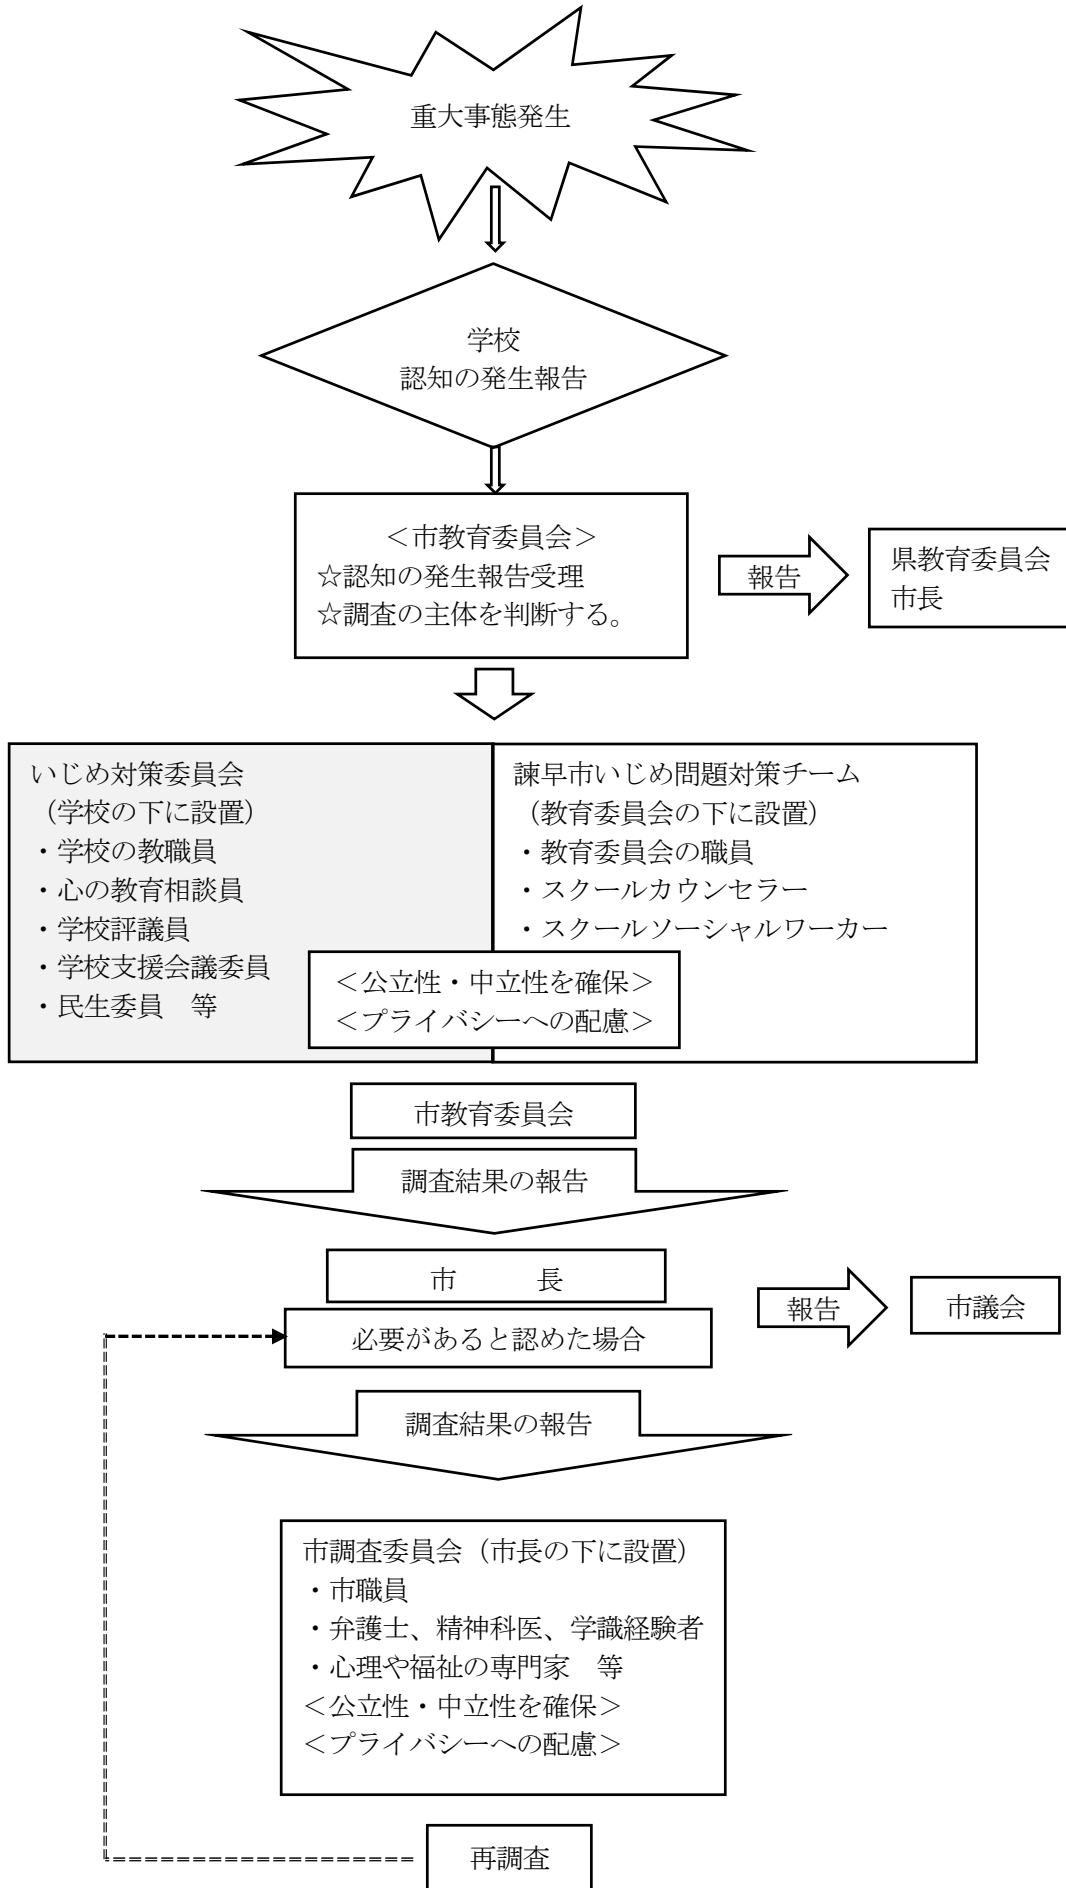 重大事態発生
学校
認知の発生報告
＜市教育委員会＞
☆認知の発生報告受理
☆調査の主体を判断する。
報告
県教育委員会
市長
いじめ対策委員会
（学校の下に設置）
・学校の教職員
・心の教育相談員
・学校評議員
・学校支援会議委員
・民生委員　等
諫早市いじめ問題対策チーム
（教育委員会の下に設置）
・教育委員会の職員
・スクールカウンセラー
・スクールソーシャルワーカー
＜公立性・中立性を確保＞
＜プライバシーへの配慮＞
市教育委員会
調査結果の報告
市　　　長
必要があると認めた場合
報告
市議会
調査結果の報告
市調査委員会（市長の下に設置）
・市職員
・弁護士、精神科医、学識経験者
・心理や福祉の専門家　等
＜公立性・中立性を確保＞
＜プライバシーへの配慮＞
再調査